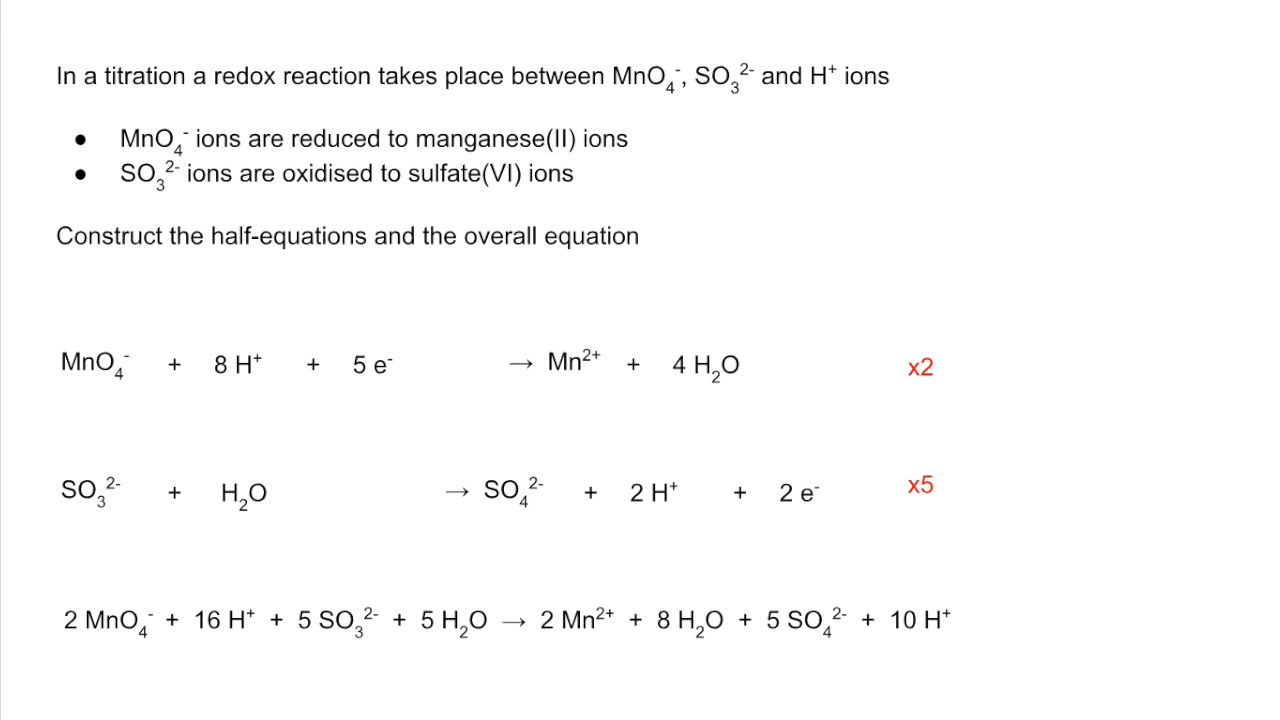 In a titration a redox reaction takes place between MnO₄⁻, SO₃²⁻ and H⁺ ions
● MnO₄⁻ ions are reduced to manganese(II) ions
● SO₃²⁻ ions are oxidised to sulfate(VI) ions
Construct the half-equations and the overall equation
MnO₄⁻ + 8 H⁺ + 5 e⁻ → Mn²⁺ + 4 H₂O x2
SO₃²⁻ + H₂O → SO₄²⁻ + 2 H⁺ + 2 e⁻ x5
2 MnO₄⁻ + 16 H⁺ + 5 SO₃²⁻ + 5 H₂O → 2 Mn²⁺ + 8 H₂O + 5 SO₄²⁻ + 10 H⁺